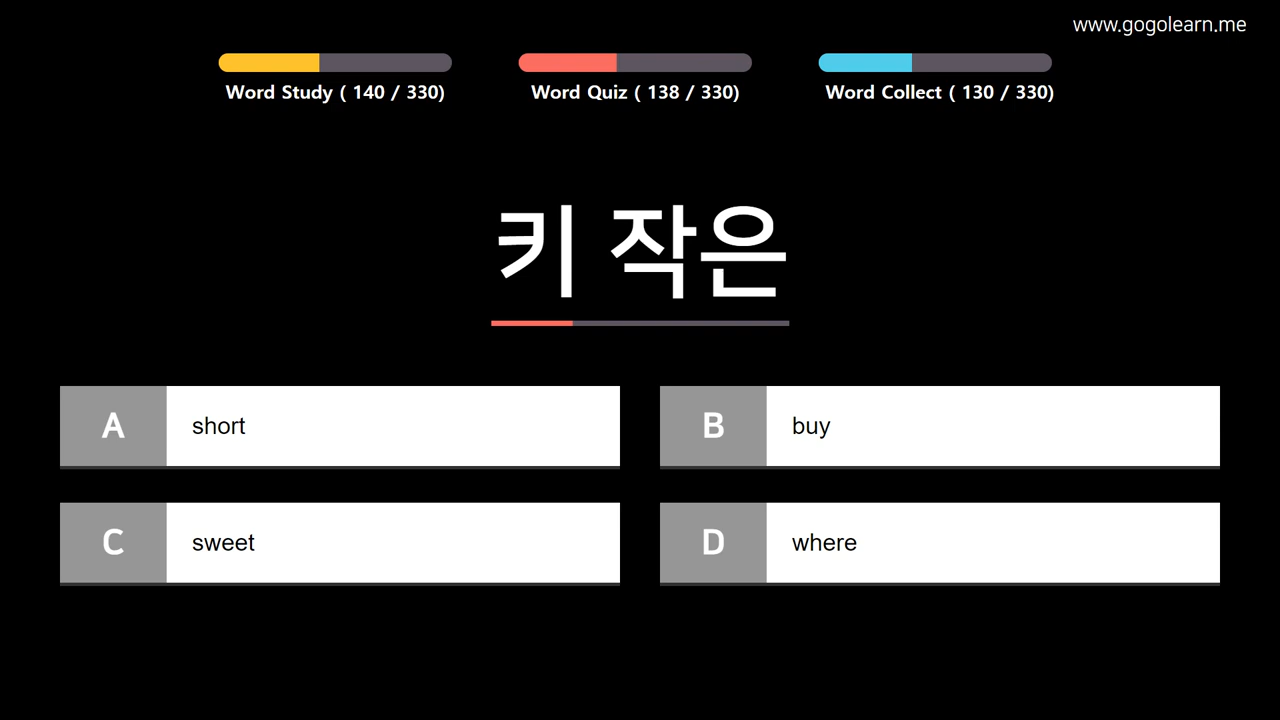 www.gogolearn.me
Word Study ( 140 / 330)
Word Quiz ( 138 / 330)
Word Collect ( 130 / 330)
키 작은
A short
B buy
C sweet
D where